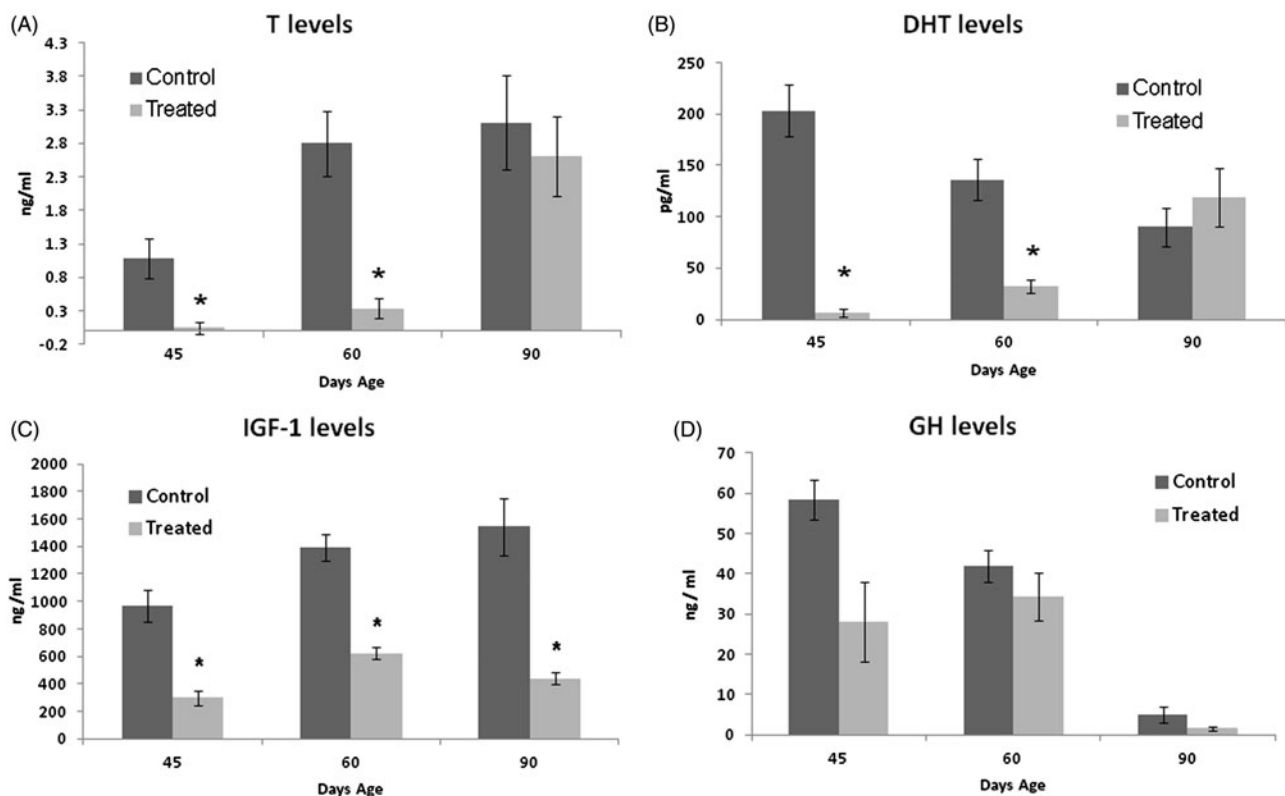 (A)
T levels
4.3
3.8
3.3
2.8
2.3
1.8
1.3
0.8
0.3
-0.2
ng/ml
Control
Treated
*
*
45 60 90
Days Age
(B)
DHT levels
250
200
150
100
50
0
pg/ml
Control
Treated
*
*
45 60 90
Days Age
(C)
IGF-1 levels
2000
1800
1600
1400
1200
1000
800
600
400
200
0
ng/ml
Control
Treated
*
*
*
45 60 90
Days Age
(D)
GH levels
70
60
50
40
30
20
10
0
ng/ ml
Control
Treated
45 60 90
Days Age